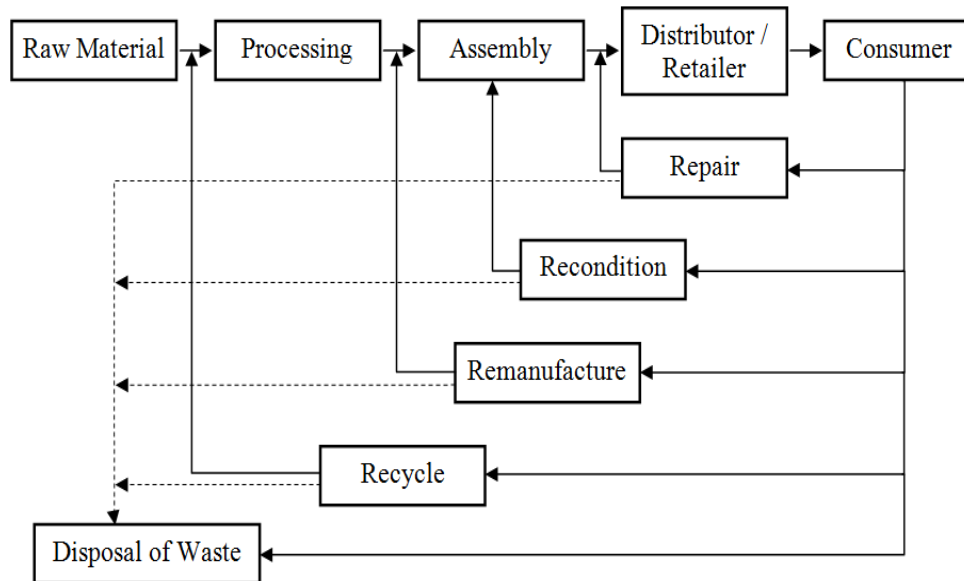 Raw Material
Processing
Assembly
Distributor /
Retailer
Consumer
Repair
Recondition
Remanufacture
Recycle
Disposal of Waste